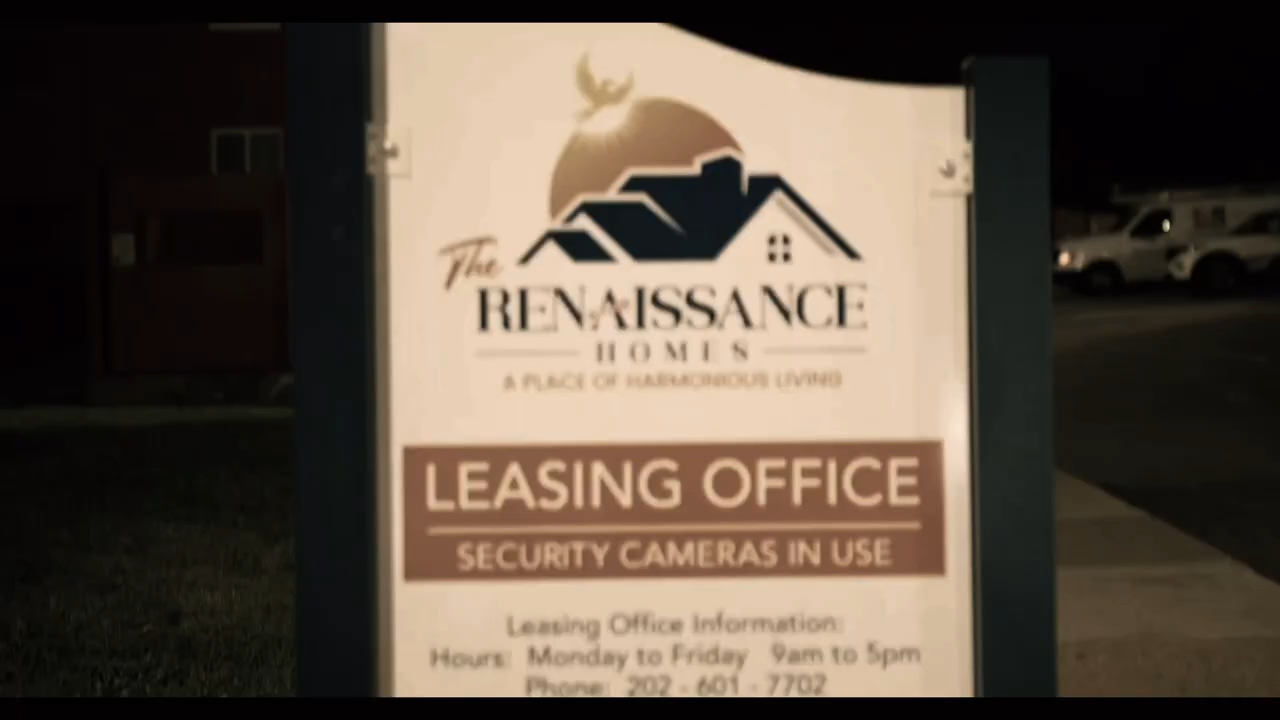 The
RENAISSANCE
HOMES
A PLACE OF HARMONIOUS LIVING
LEASING OFFICE
SECURITY CAMERAS IN USE
Leasing Office Information:
Hours: Monday to Friday 9am to 5pm
Phone: 202 - 601 - 7702